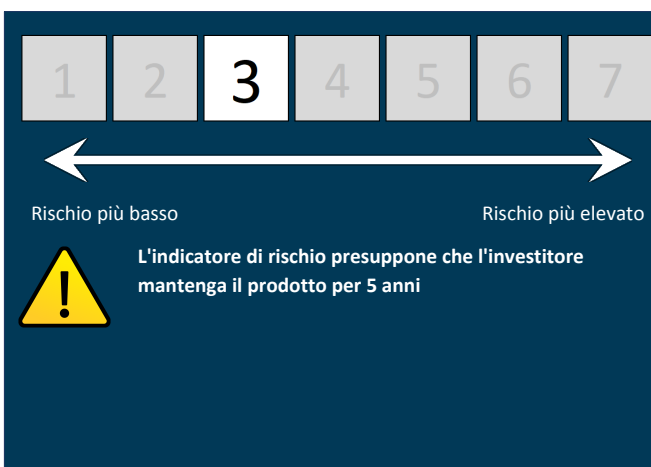 1 2 3 4 5 6 7
Rischio più basso Rischio più elevato
L'indicatore di rischio presuppone che l'investitore
mantenga il prodotto per 5 anni